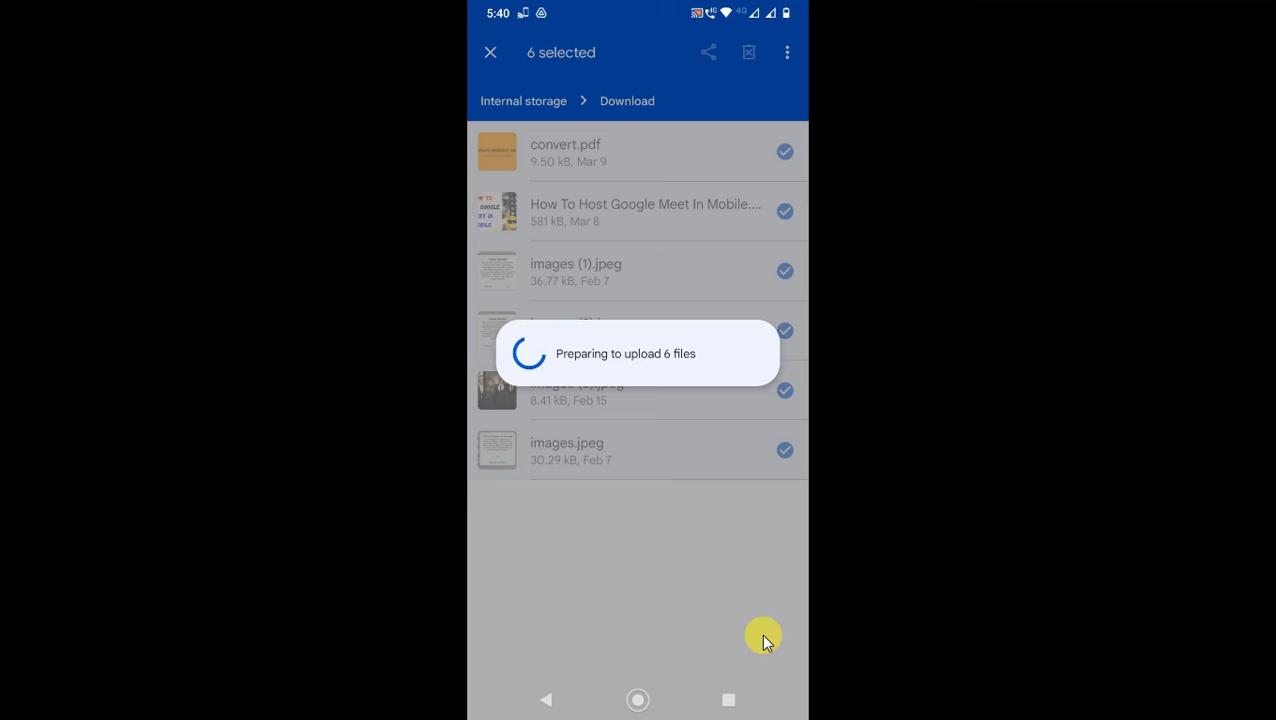 5:40
4G
4G
6 selected
Internal storage
Download
convert.pdf
9.50 kB, Mar 9
How To Host Google Meet In Mobile....
581 kB, Mar 8
images (1).jpeg
36.77 kB, Feb 7
Preparing to upload 6 files
8.41 kB, Feb 15
images.jpeg
30.29 kB, Feb 7